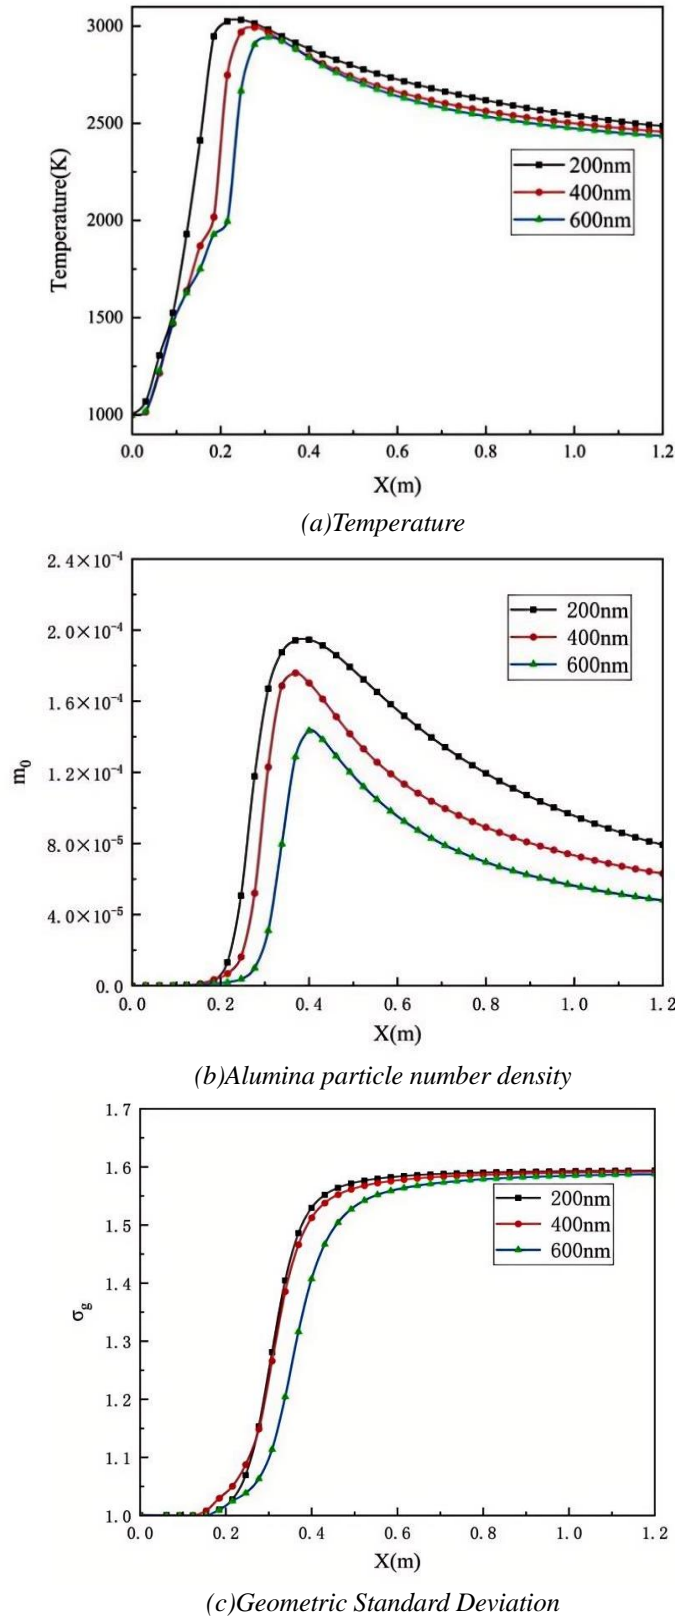 3000
2500
2000
1500
1000
Temperature(K)
200nm
400nm
600nm
0.0 0.2 0.4 0.6 0.8 1.0 1.2
X(m)
(a)Temperature
2.4×10⁻⁴
2.0×10⁻⁴
1.6×10⁻⁴
1.2×10⁻⁴
8.0×10⁻⁵
4.0×10⁻⁵
0.0
m₀
200nm
400nm
600nm
0.0 0.2 0.4 0.6 0.8 1.0 1.2
X(m)
(b)Alumina particle number density
1.7
1.6
1.5
1.4
1.3
1.2
1.1
1.0
σg
200nm
400nm
600nm
0.0 0.2 0.4 0.6 0.8 1.0 1.2
X(m)
(c)Geometric Standard Deviation